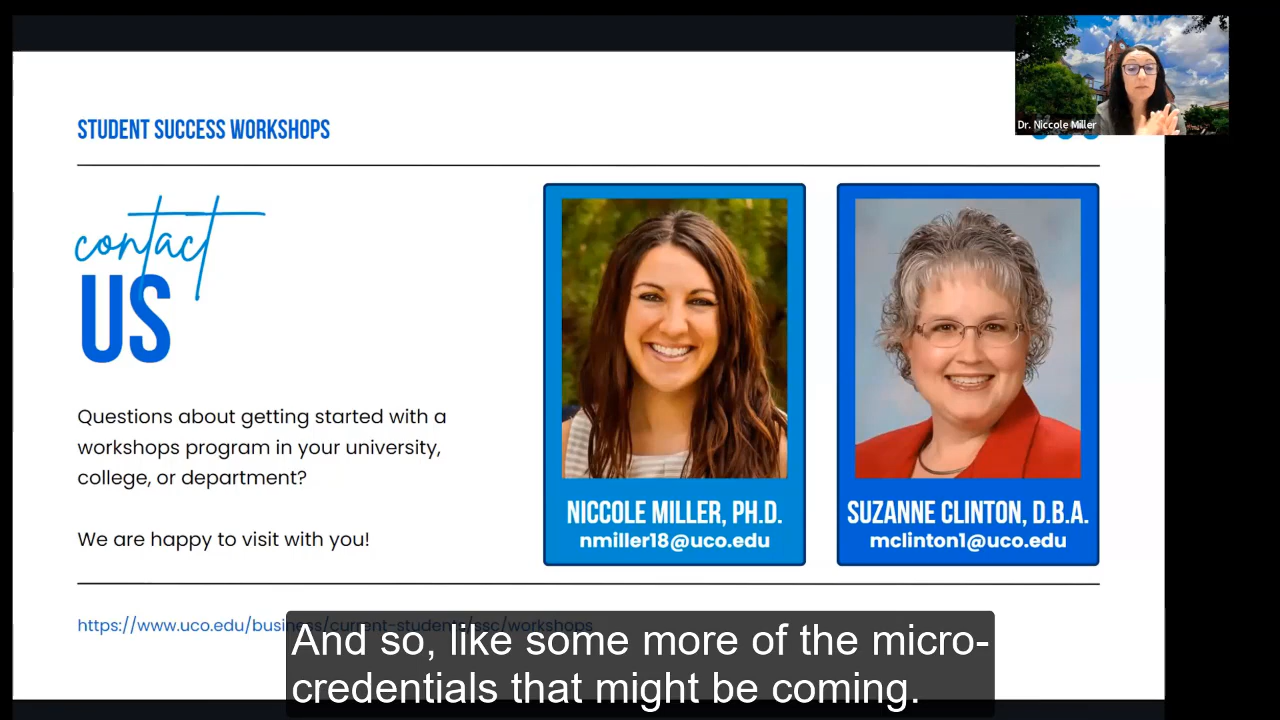 Dr. Niccole Miller
STUDENT SUCCESS WORKSHOPS
contact
US
Questions about getting started with a
workshops program in your university,
college, or department?
We are happy to visit with you!
NICCOLE MILLER, PH.D.
nmiller18@uco.edu
SUZANNE CLINTON, D.B.A.
mclinton1@uco.edu
https://www.uco.edu/business/current-students/ssc/workshops
And so, like some more of the micro-
credentials that might be coming.